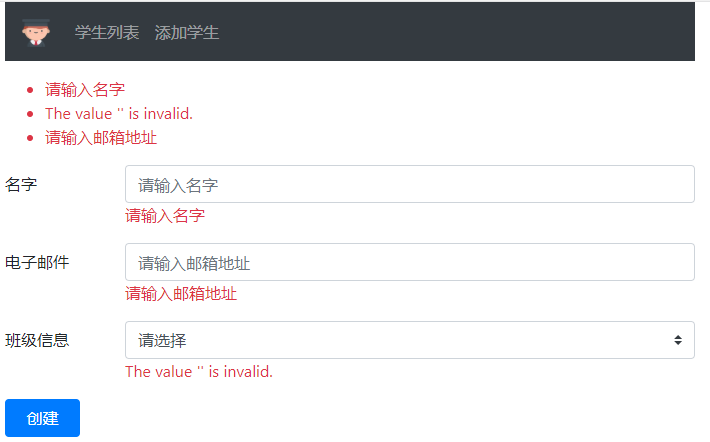 学生列表 添加学生
请输入名字
The value '' is invalid.
请输入邮箱地址
名字 请输入名字
请输入名字
电子邮件 请输入邮箱地址
请输入邮箱地址
班级信息 请选择
The value '' is invalid.
创建